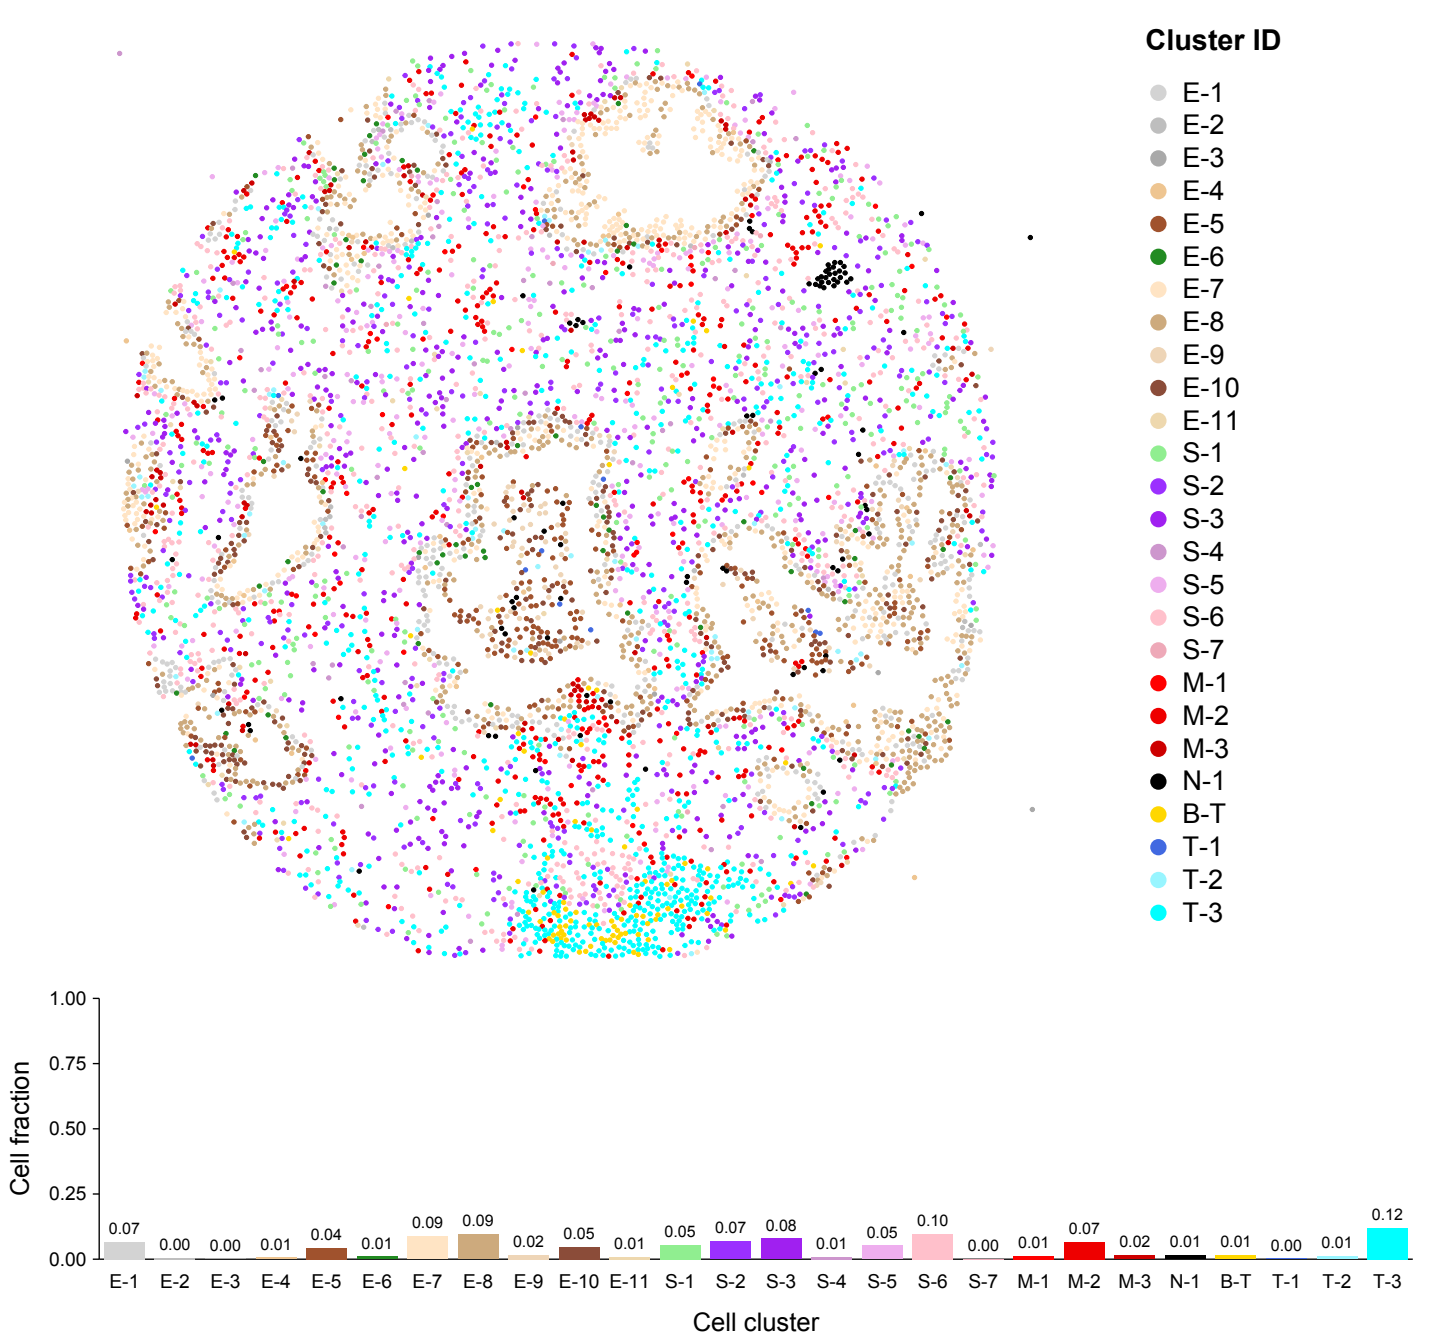 Cluster ID
E-1
E-2
E-3
E-4
E-5
E-6
E-7
E-8
E-9
E-10
E-11
S-1
S-2
S-3
S-4
S-5
S-6
S-7
M-1
M-2
M-3
N-1
B-T
T-1
T-2
T-3
1.00
0.75
0.50
0.25
0.00
Cell fraction
0.07 0.00 0.00 0.01 0.04 0.01 0.09 0.09 0.02 0.05 0.01 0.05 0.07 0.08 0.01 0.05 0.10 0.00 0.01 0.07 0.02 0.01 0.01 0.00 0.01 0.12
E-1 E-2 E-3 E-4 E-5 E-6 E-7 E-8 E-9 E-10 E-11 S-1 S-2 S-3 S-4 S-5 S-6 S-7 M-1 M-2 M-3 N-1 B-T T-1 T-2 T-3
Cell cluster